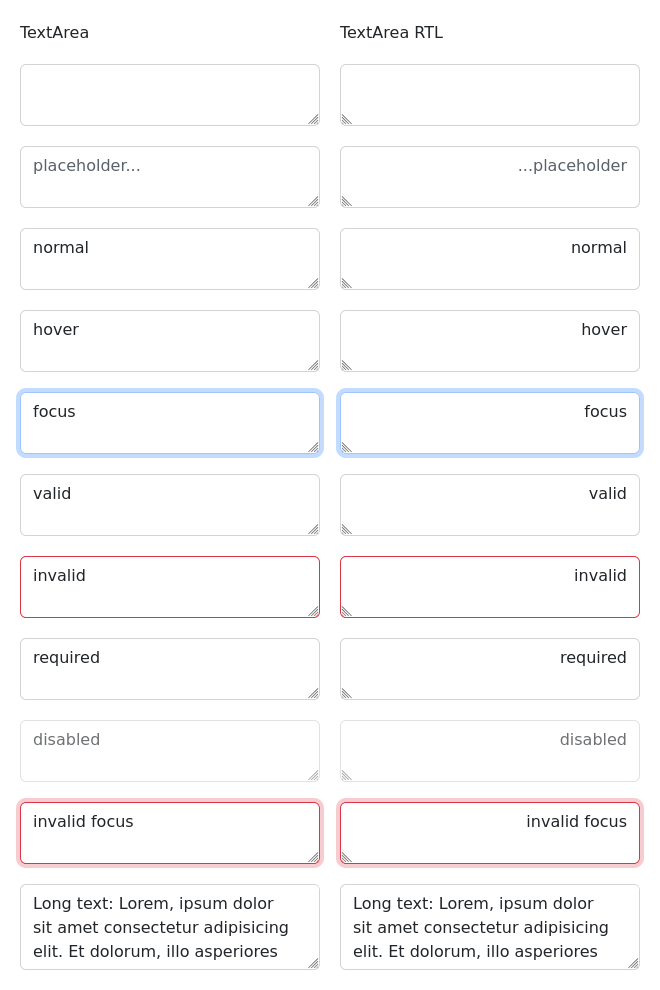 TextArea
TextArea RTL
placeholder...
...placeholder
normal
normal
hover
hover
focus
focus
valid
valid
invalid
invalid
required
required
disabled
disabled
invalid focus
invalid focus
Long text: Lorem, ipsum dolor
sit amet consectetur adipisicing
elit. Et dolorum, illo asperiores
Long text: Lorem, ipsum dolor
sit amet consectetur adipisicing
elit. Et dolorum, illo asperiores